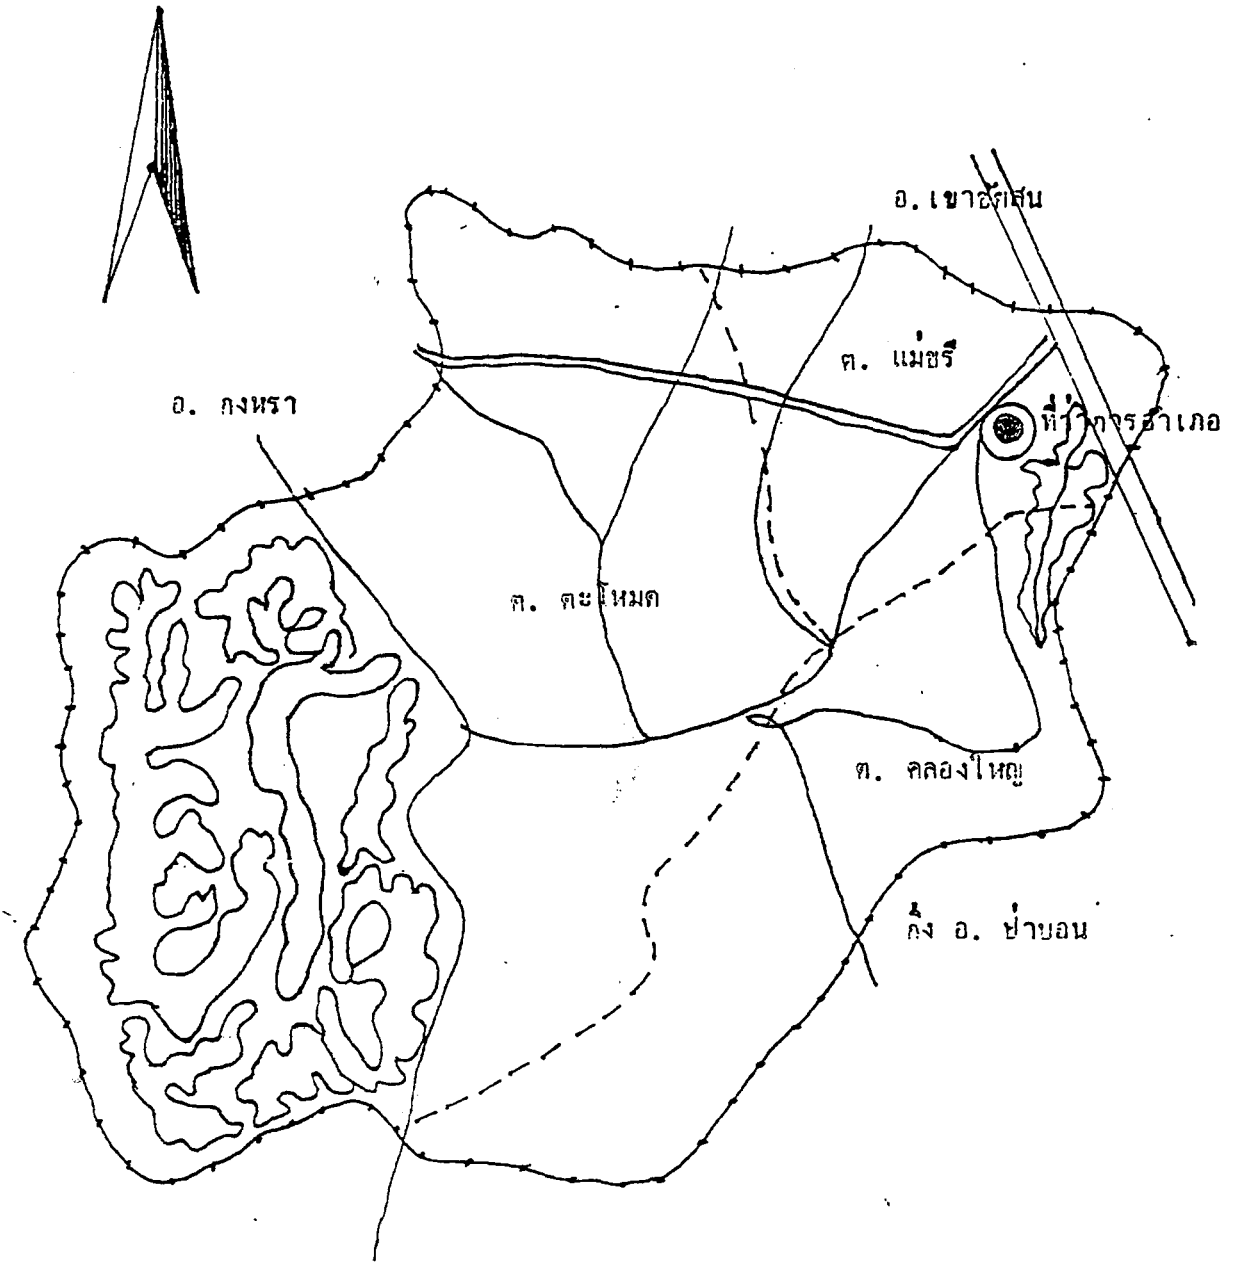 อ. เขาชัยสน
ต. แม่ขรี
อ. กงหรา
ที่ว่าการอำเภอ
ต. ตะโหมด
ต. คลองใหญ่
กิ่ง อ. ป่าบอน